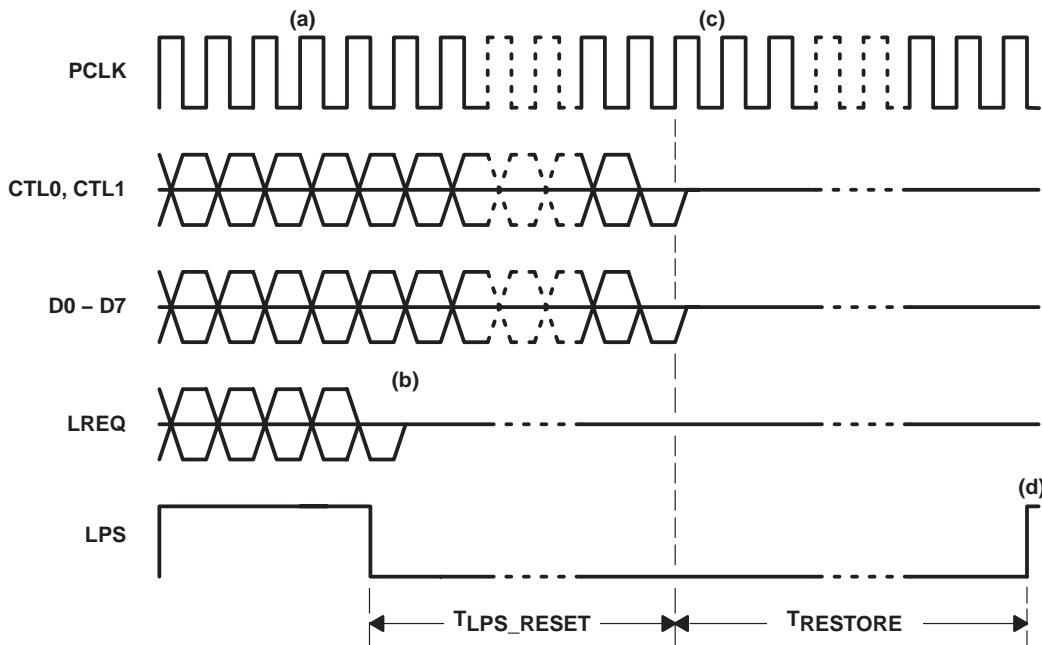 (a) (c)
PCLK
CTL0, CTL1
D0 – D7
(b)
LREQ
(d)
LPS
TLPS_RESET TRESTORE